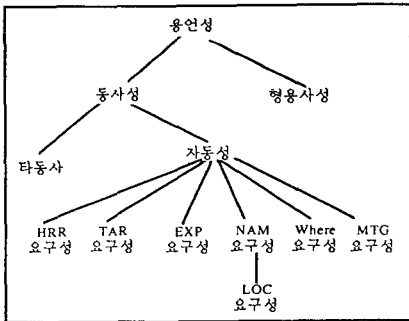 용언성
동사성 형용사성
타동사 자동성
HRR TAR EXP NAM Where MTG
요구성 요구성 요구성 요구성 요구성 요구성
LOC
요구성